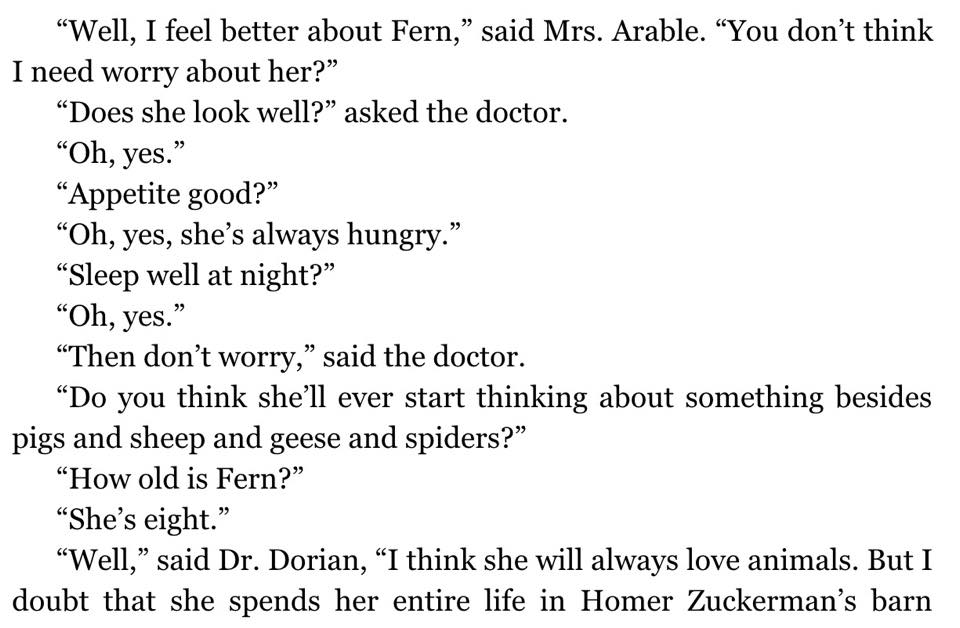 “Well, I feel better about Fern,” said Mrs. Arable. “You don’t think
I need worry about her?”
“Does she look well?” asked the doctor.
“Oh, yes.”
“Appetite good?”
“Oh, yes, she’s always hungry.”
“Sleep well at night?”
“Oh, yes.”
“Then don’t worry,” said the doctor.
“Do you think she’ll ever start thinking about something besides
pigs and sheep and geese and spiders?”
“How old is Fern?”
“She’s eight.”
“Well,” said Dr. Dorian, “I think she will always love animals. But I
doubt that she spends her entire life in Homer Zuckerman’s barn